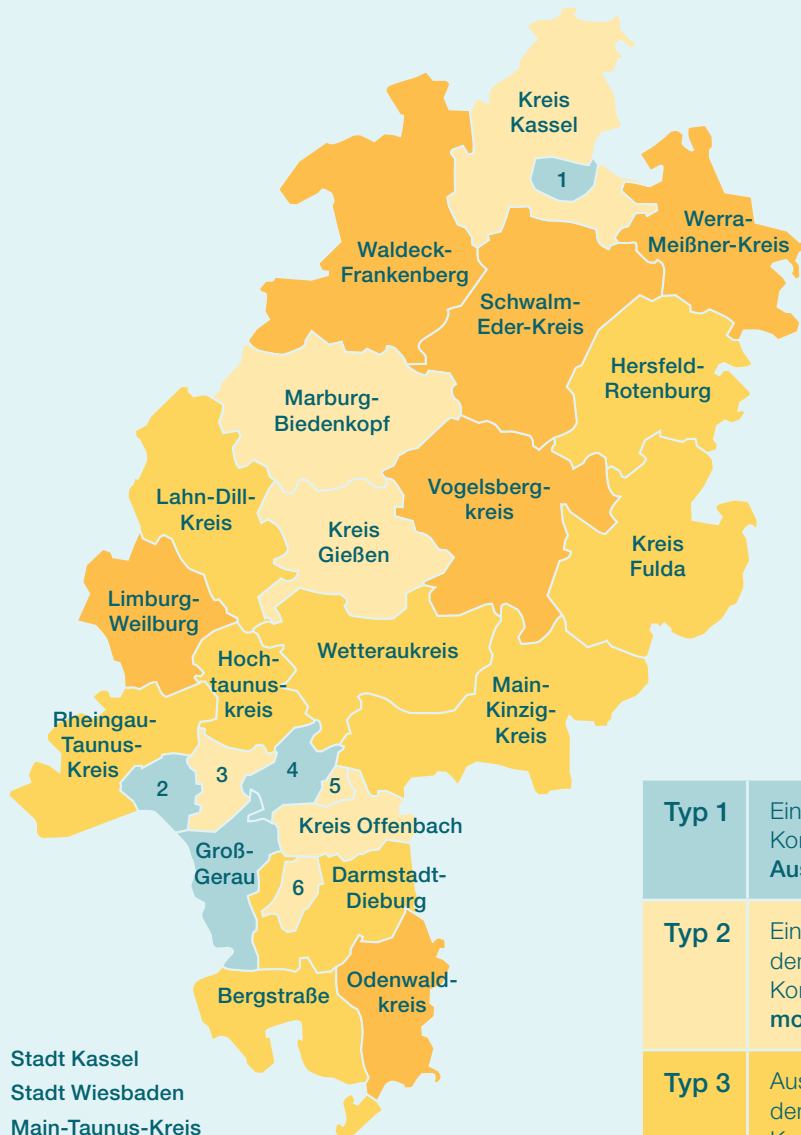 Kreis
Kassel
1
Werra-
Meißner-Kreis
Waldeck-
Frankenberg
Schwalm-
Eder-Kreis
Hersfeld-
Rotenburg
Marburg-
Biedenkopf
Lahn-Dill-
Kreis
Vogelsberg-
kreis
Kreis
Gießen
Kreis
Fulda
Limburg-
Weilburg
Hoch-
taunus-
kreis
Wetteraukreis
Main-
Kinzig-
Kreis
Rheingau-
Taunus-
Kreis
2
3
4
5
Kreis Offenbach
Groß-
Gerau
6
Darmstadt-
Dieburg
Bergstraße
Odenwald-
kreis
Stadt Kassel
Stadt Wiesbaden
Main-Taunus-Kreis
Typ 1
Typ 2
Typ 3
Ein
der